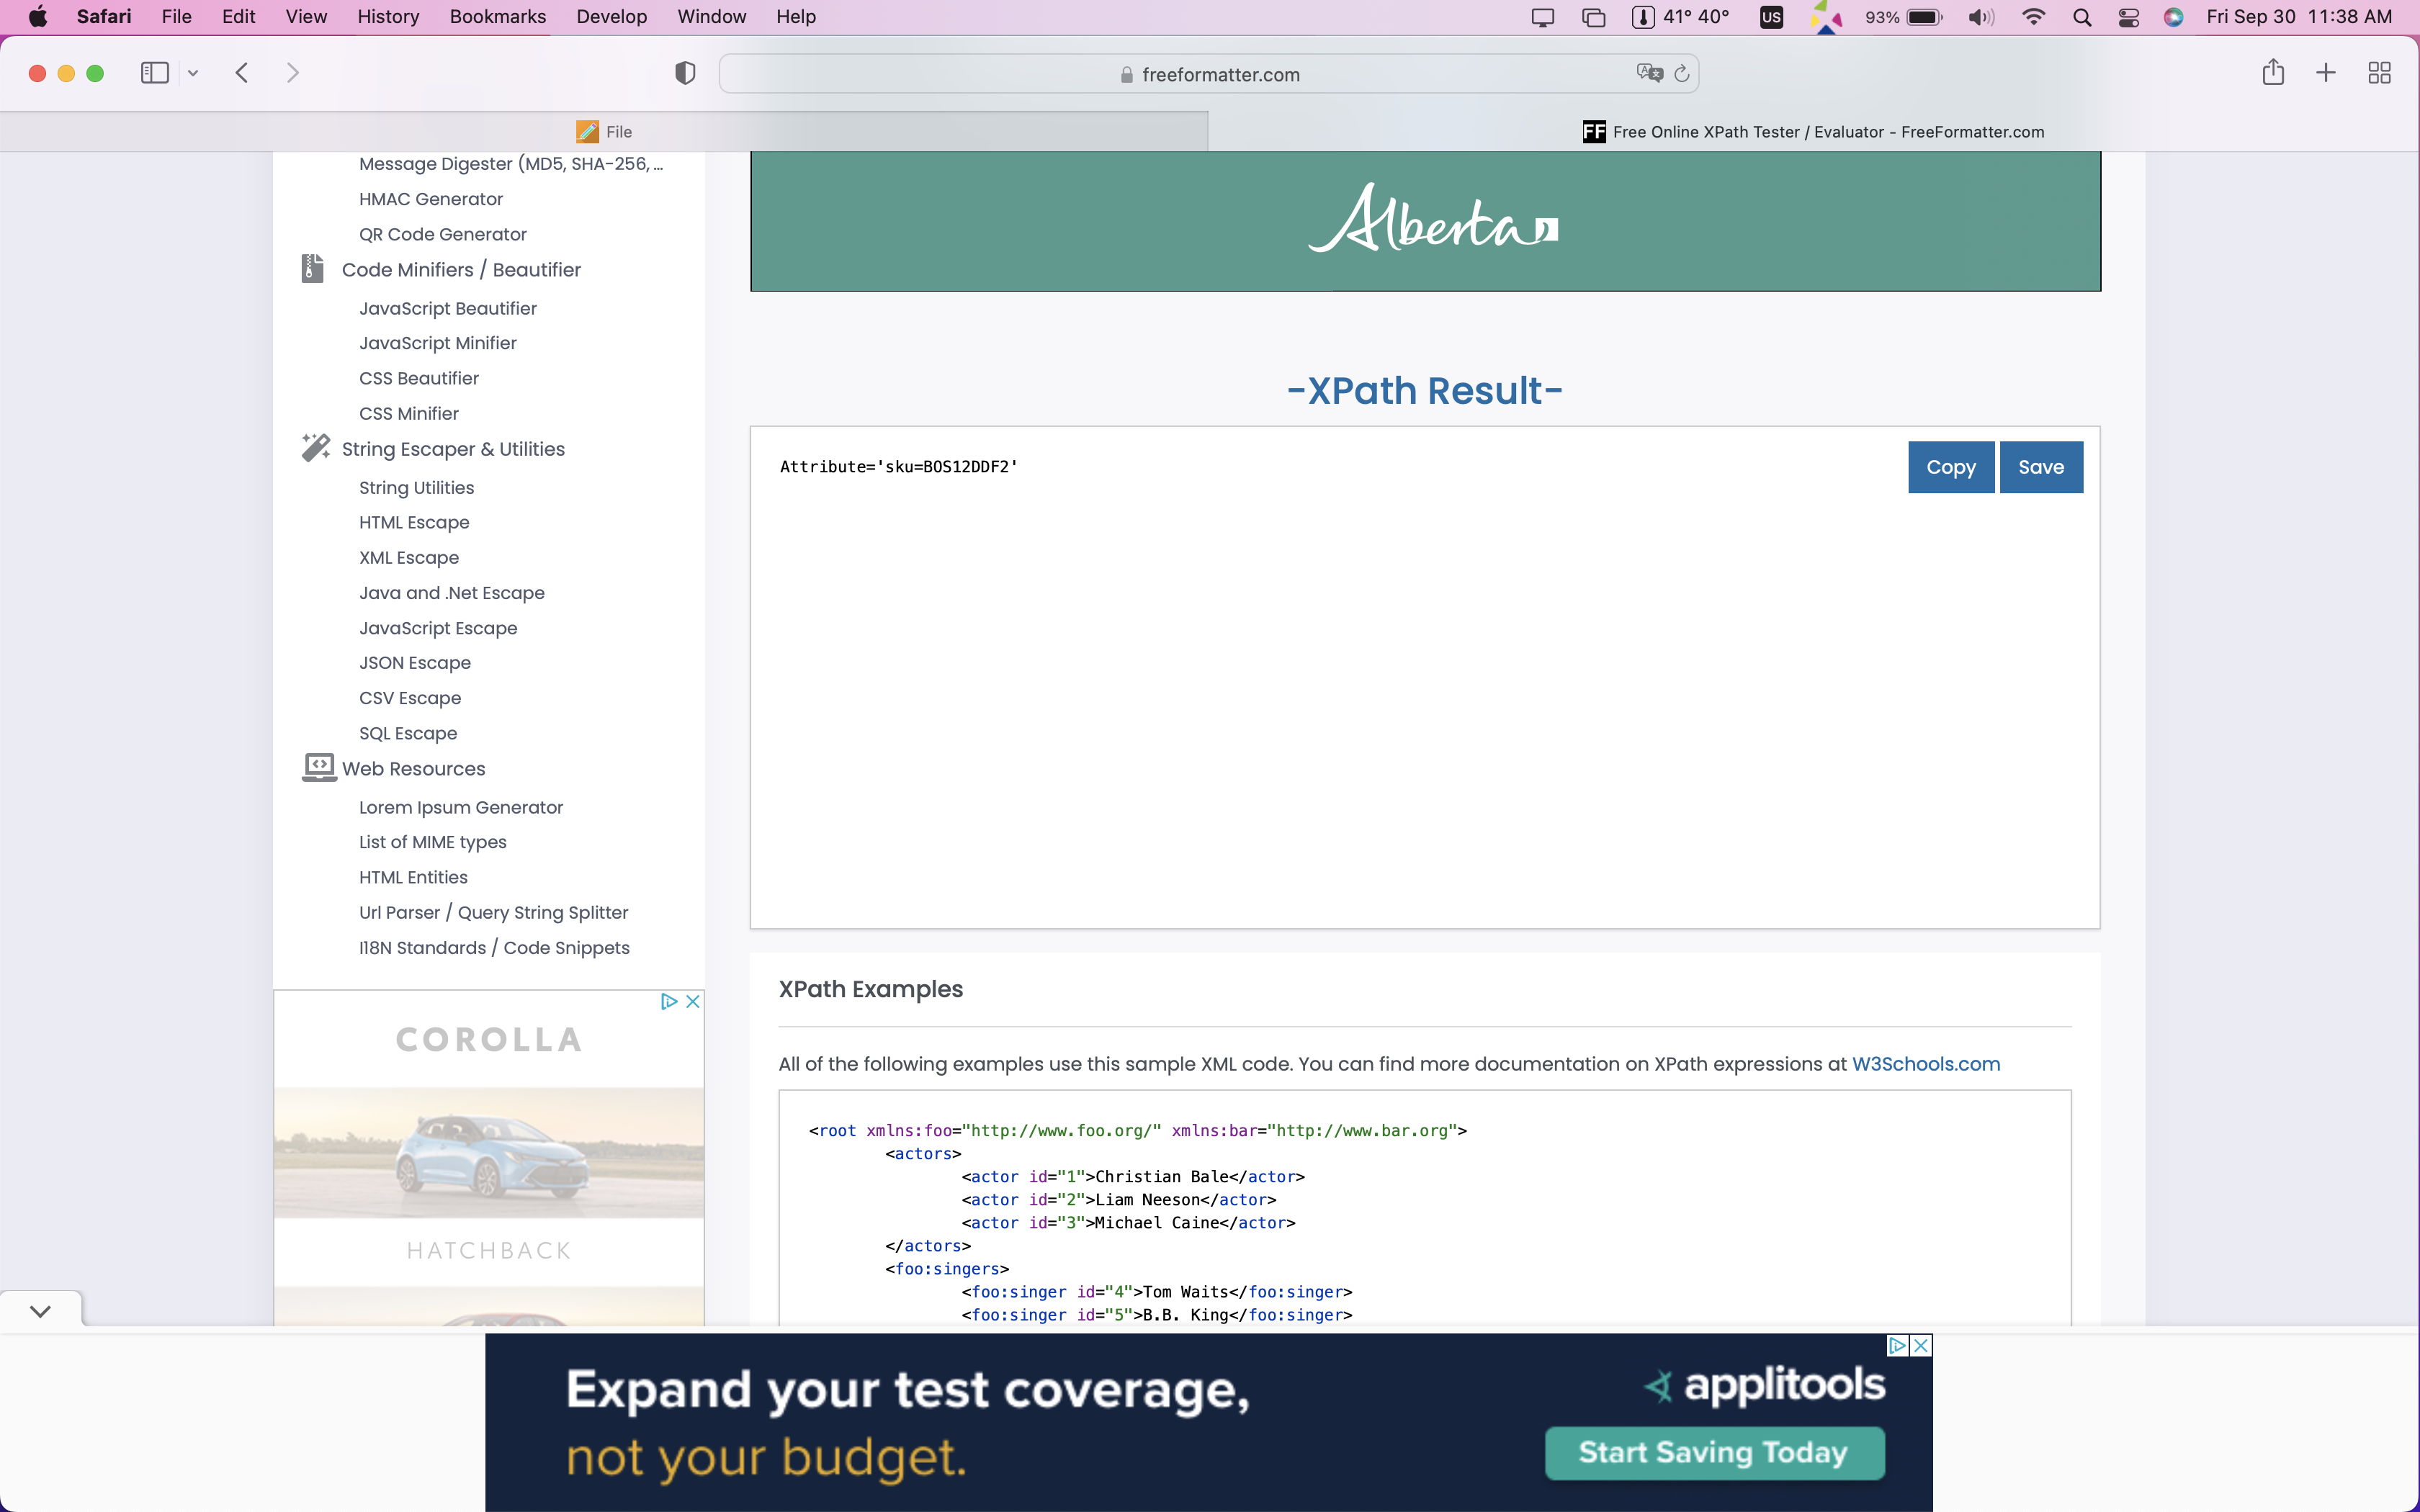 Safari File Edit View History Bookmarks Develop Window Help 41° 40° US 93% Fri Sep 30 11:38 AM
freeformatter.com
File
FF Free Online XPath Tester / Evaluator - FreeFormatter.com
Message Digester (MD5, SHA-256, ...
HMAC Generator
QR Code Generator
Code Minifiers / Beautifier
JavaScript Beautifier
JavaScript Minifier
CSS Beautifier
CSS Minifier
String Escaper & Utilities
String Utilities
HTML Escape
XML Escape
Java and .Net Escape
JavaScript Escape
JSON Escape
CSV Escape
SQL Escape
Web Resources
Lorem Ipsum Generator
List of MIME types
HTML Entities
Url Parser / Query String Splitter
I18N Standards / Code Snippets
COROLLA
HATCHBACK
Alberta
-XPath Result-
Attribute='sku=BOS12DDF2'
Copy Save
XPath Examples
All of the following examples use this sample XML code. You can find more documentation on XPath expressions at W3Schools.com
<root xmlns:foo="http://www.foo.org/" xmlns:bar="http://www.bar.org">
<actors>
<actor id="1">Christian Bale</actor>
<actor id="2">Liam Neeson</actor>
<actor id="3">Michael Caine</actor>
</actors>
<foo:singers>
<foo:singer id="4">Tom Waits</foo:singer>
<foo:singer id="5">B.B. King</foo:singer>
Expand your test coverage,
not your budget.
applitools
Start Saving Today